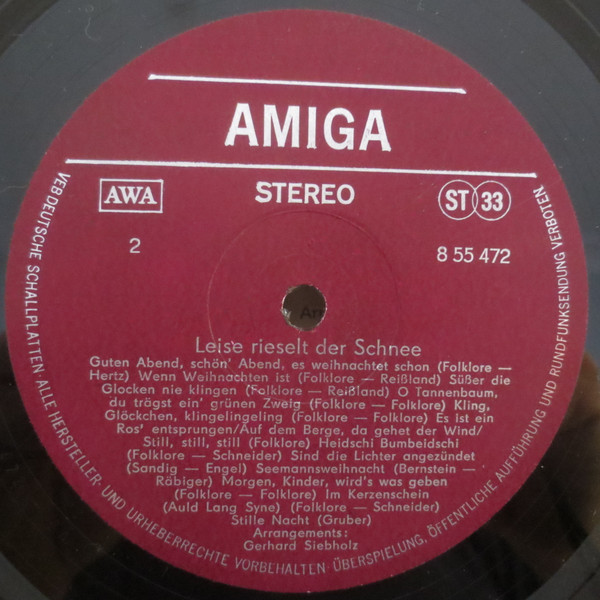 AMIGA
AWA
STEREO
ST 33
2
8 55 472
Leise rieselt der Schnee
Guten Abend, schön' Abend, es weihnachtet schon (Folklore —
Hertz) Wenn Weihnachten ist (Folklore — Reißland) Süßer die
Glocken nie klingen (Folklore — Reißland) O Tannenbaum,
du trägst ein' grünen Zweig (Folklore — Folklore) Kling,
Glöckchen, klingelingeling (Folklore — Folklore) Es ist ein
Ros' entsprungen/Auf dem Berge, da gehet der Wind/
Still, still, still (Folklore) Heidschi Bumbeidschi
(Folklore — Schneider) Sind die Lichter angezündet
(Sandig — Engel) Seemannsweihnacht (Bernstein —
Räbiger) Morgen, Kinder, wird's was geben
(Folklore — Folklore) Im Kerzenschein
(Auld Lang Syne) (Folklore — Schneider)
Stille Nacht (Gruber)
Arrangements:
Gerhard Siebholz
VEB DEUTSCHE SCHALLPLATTEN · ALLE HERSTELLER- UND URHEBERRECHTE VORBEHALTEN · ÜBERSPIELUNG, ÖFFENTLICHE AUFFÜHRUNG UND RUNDFUNKSENDUNG VERBOTEN